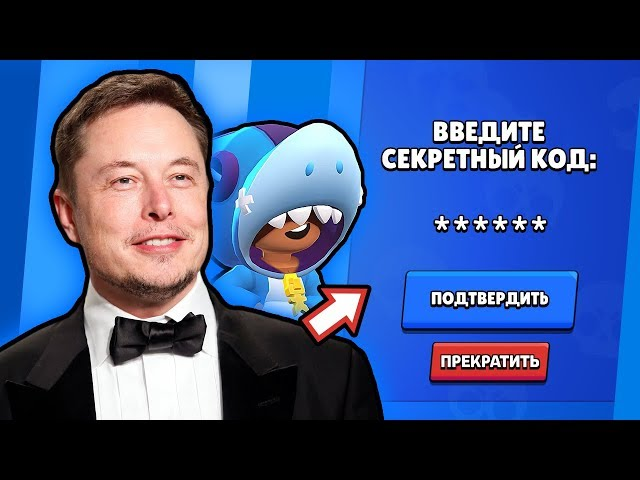 ВВЕДИТЕ
СЕКРЕТНЫЙ КОД:
******
ПОДТВЕРДИТЬ
ПРЕКРАТИТЬ